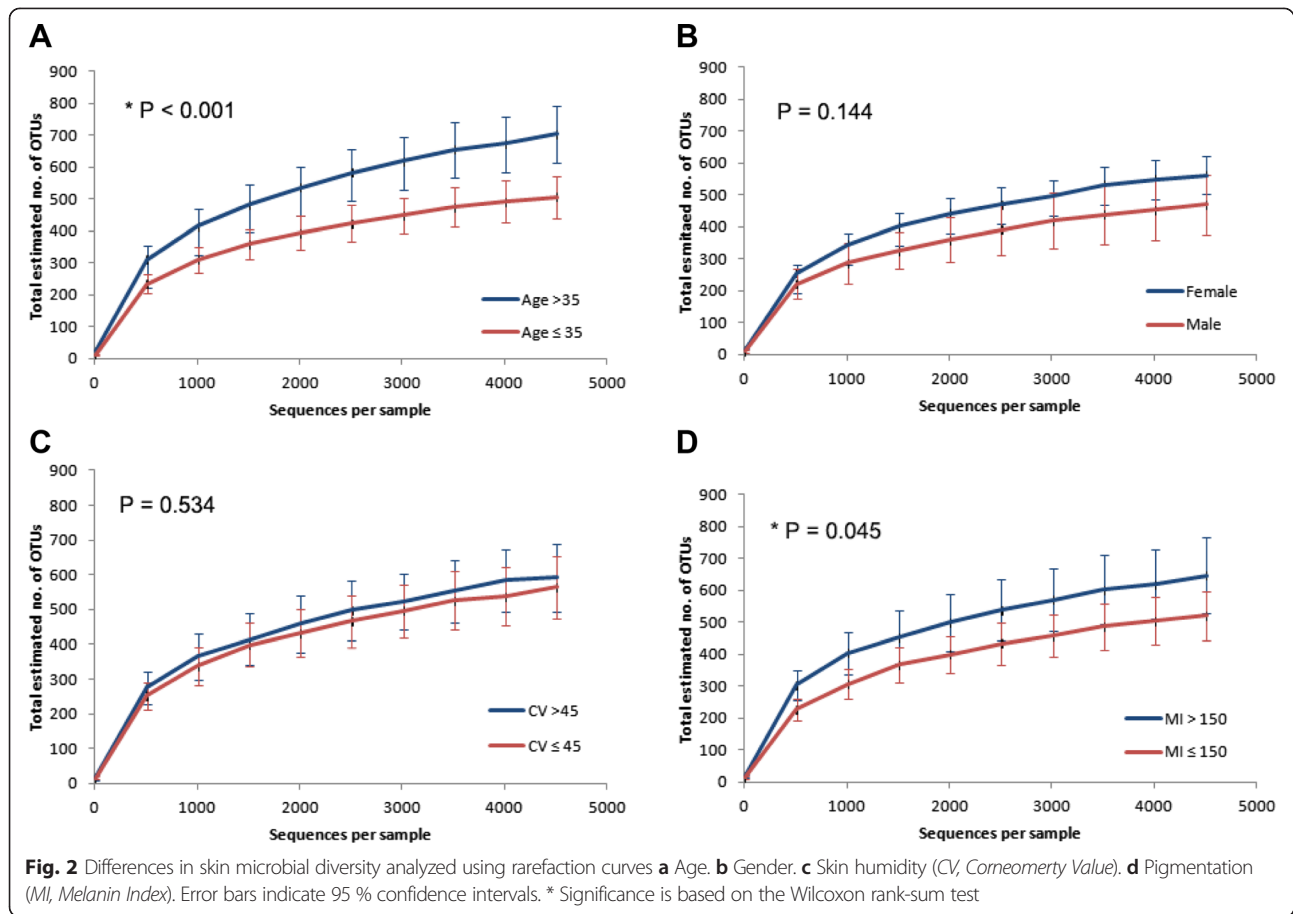 A
* P < 0.001
Total estimated no. of OTUs
900
800
700
600
500
400
300
200
100
0
0 1000 2000 3000 4000 5000
Sequences per sample
Age >35
Age ≤ 35
B
P = 0.144
Total esmitaed no. of OTUs
900
800
700
600
500
400
300
200
100
0
0 1000 2000 3000 4000 5000
Sequences per sample
Female
Male
C
P = 0.534
Total estimated no. of OTUs
900
800
700
600
500
400
300
200
100
0
0 1000 2000 3000 4000 5000
Sequences per sample
CV >45
CV ≤ 45
D
* P = 0.045
Total estimated no. of OTUs
900
800
700
600
500
400
300
200
100
0
0 1000 2000 3000 4000 5000
Sequences per sample
MI > 150
MI ≤ 150
Fig. 2 Differences in skin microbial diversity analyzed using rarefaction curves a Age. b Gender. c Skin humidity (CV, Corneomerty Value). d Pigmentation
(MI, Melanin Index). Error bars indicate 95 % confidence intervals. * Significance is based on the Wilcoxon rank-sum test